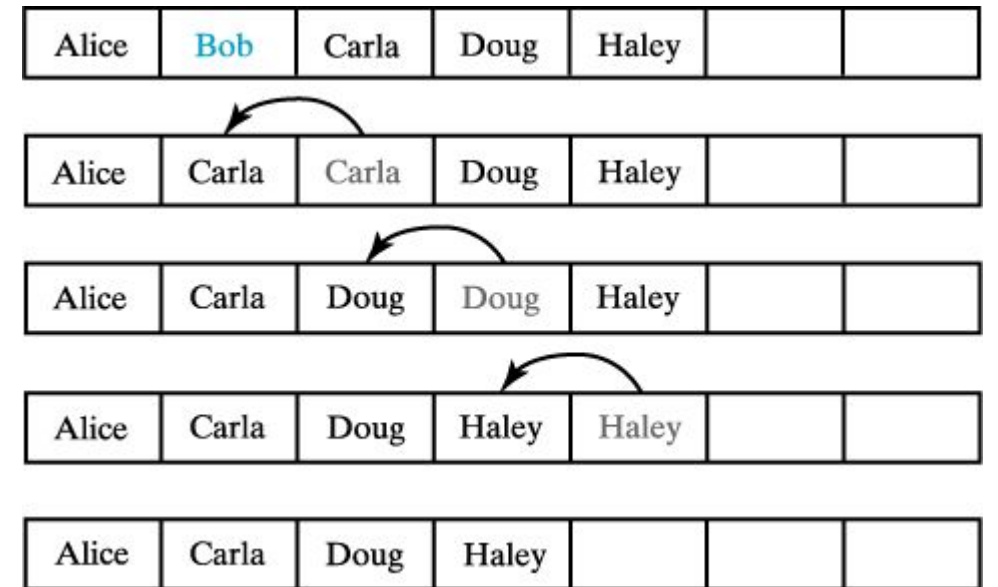 Alice Bob Carla Doug Haley
Alice Carla Carla Doug Haley
Alice Carla Doug Doug Haley
Alice Carla Doug Haley Haley
Alice Carla Doug Haley